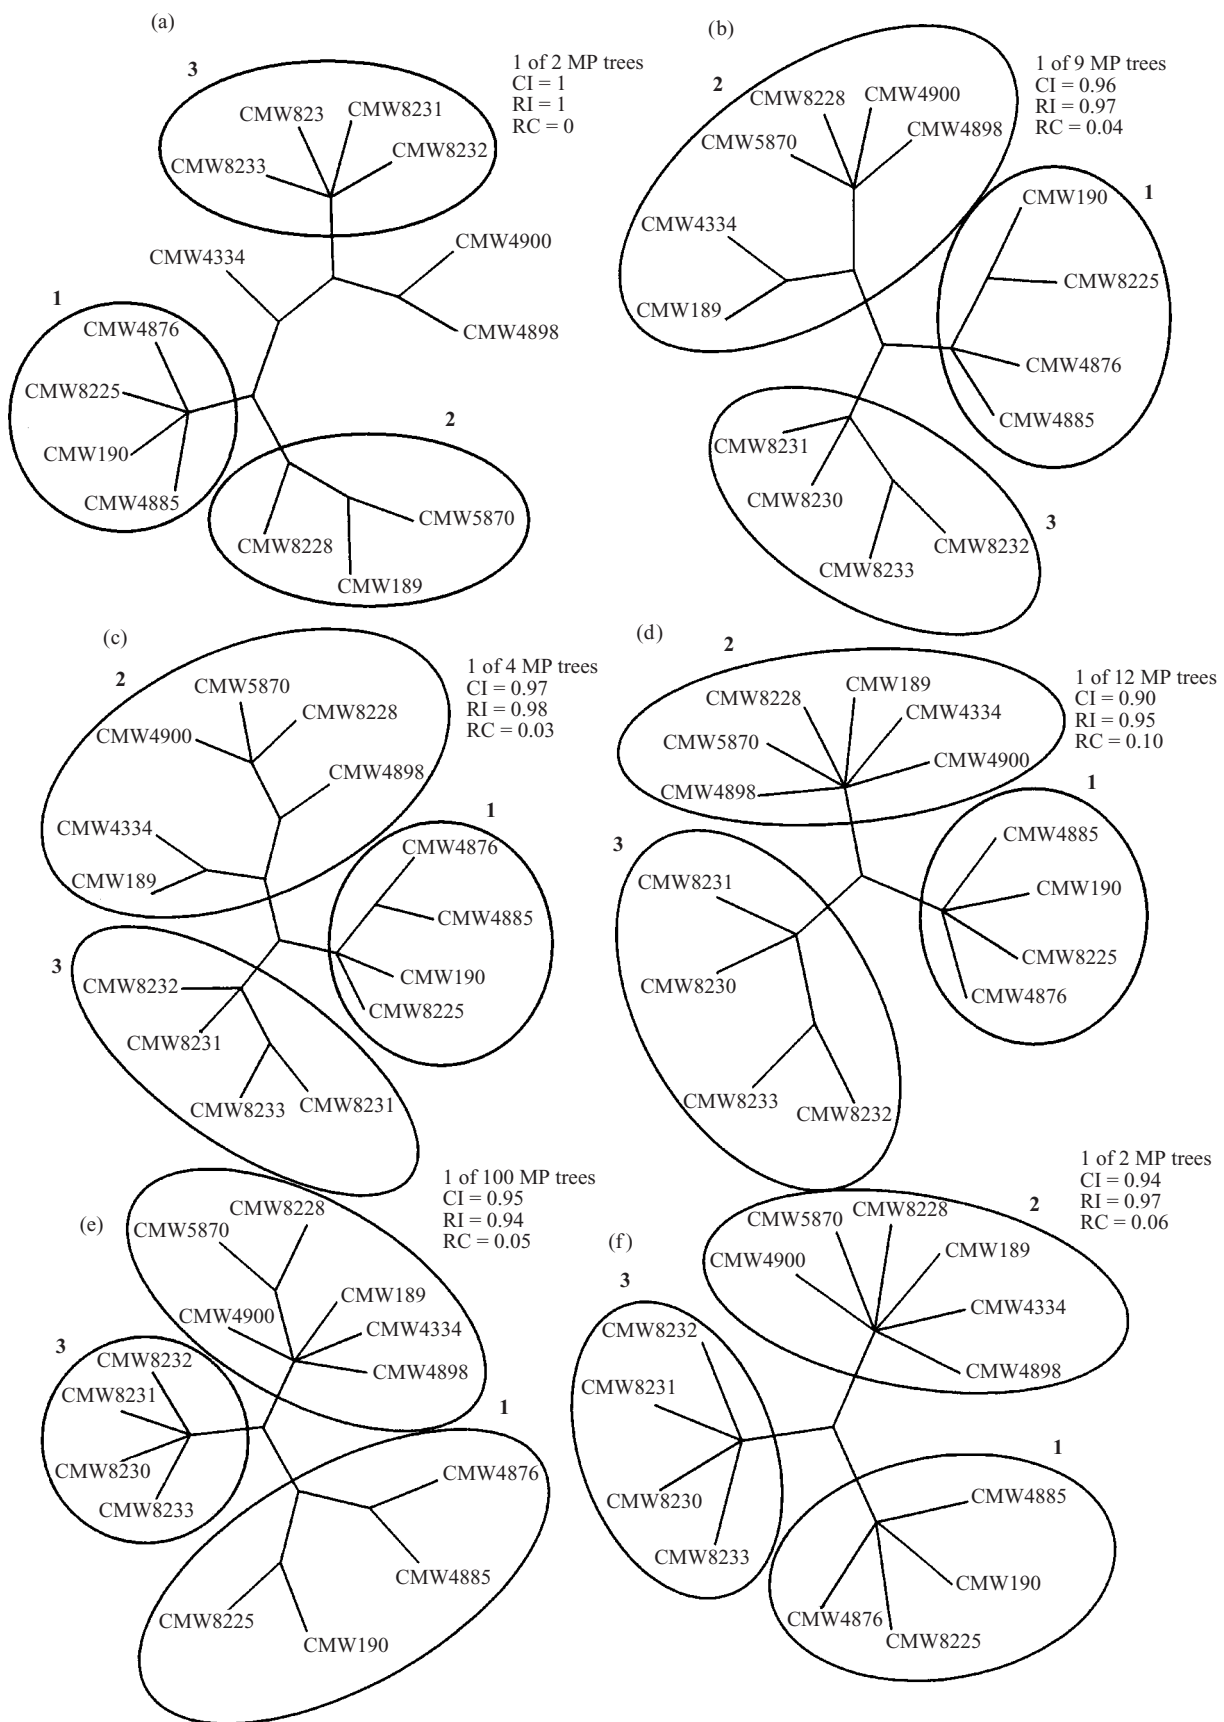 (a)
3
1 of 2 MP trees
CI = 1
RI = 1
RC = 0
CMW823
CMW8231
CMW8233
CMW8232
CMW4334
CMW4900
CMW4898
1
CMW4876
CMW8225
CMW190
CMW4885
2
CMW5870
CMW8228
CMW189
(b)
2
1 of 9 MP trees
CI = 0.96
RI = 0.97
RC = 0.04
CMW8228
CMW4900
CMW5870
CMW4898
CMW4334
CMW189
1
CMW190
CMW8225
CMW4876
CMW4885
CMW8231
CMW8230
3
CMW8232
CMW8233
(c)
2
1 of 4 MP trees
CI = 0.97
RI = 0.98
RC = 0.03
CMW5870
CMW8228
CMW4900
CMW4898
CMW4334
CMW189
1
CMW4876
CMW4885
CMW190
CMW8225
3
CMW8232
CMW8231
CMW8233
CMW8231
(d)
2
1 of 12 MP trees
CI = 0.90
RI = 0.95
RC = 0.10
CMW8228
CMW189
CMW4334
CMW5870
CMW4900
CMW4898
1
CMW4885
CMW190
CMW8225
CMW4876
3
CMW8231
CMW8230
CMW8233
CMW8232
(e)
1 of 100 MP trees
CI = 0.95
RI = 0.94
RC = 0.05
CMW8228
CMW5870
CMW189
CMW4900
CMW4334
CMW4898
3
CMW8232
CMW8231
CMW8230
CMW8233
1
CMW4876
CMW4885
CMW8225
CMW190
(f)
1 of 2 MP trees
CI = 0.94
RI = 0.97
RC = 0.06
2
CMW5870
CMW8228
CMW4900
CMW189
CMW4334
CMW4898
3
CMW8232
CMW8231
CMW8230
CMW8233
1
CMW4885
CMW190
CMW4876
CMW8225